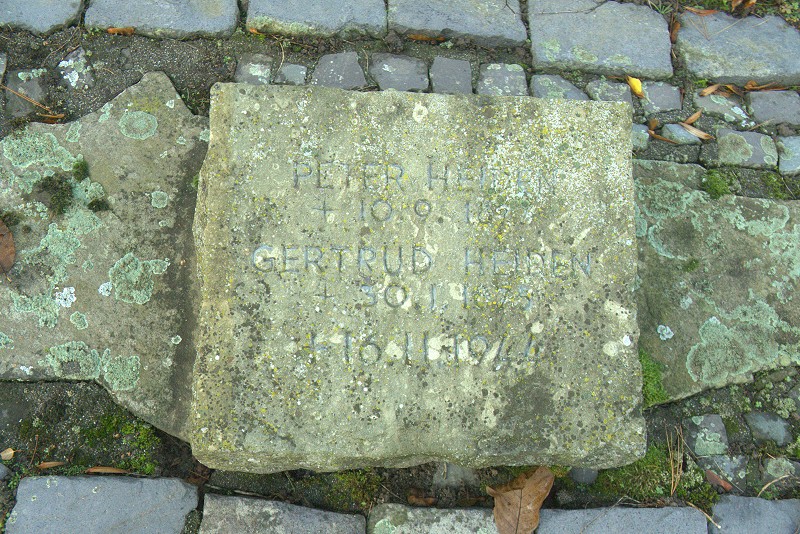 PETER HEIDEN
+ 10.9.
GERTRUD HEIDEN
+ 30.1.
+ 16.11.1944